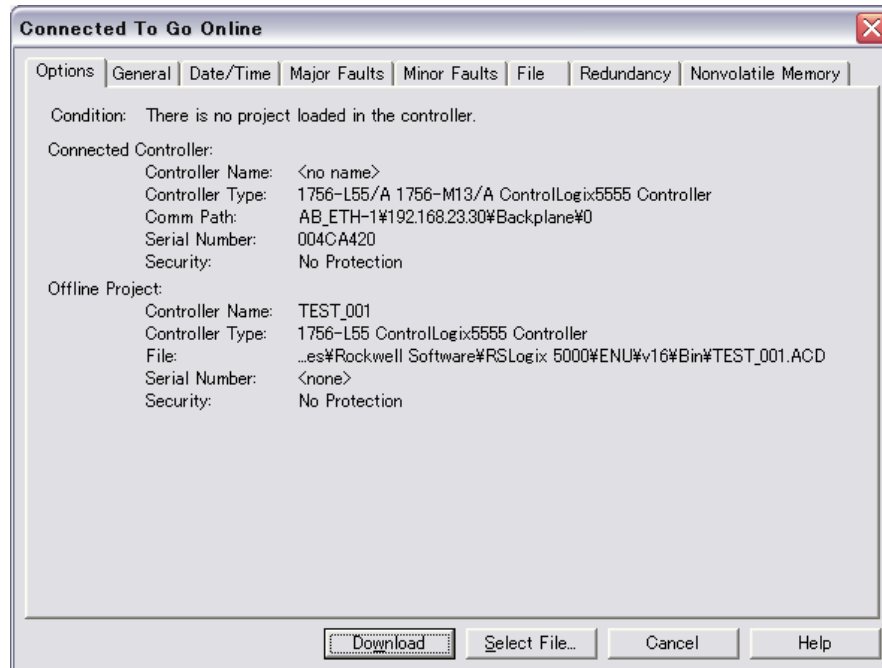 Connected To Go Online
Options General Date/Time Major Faults Minor Faults File Redundancy Nonvolatile Memory
Condition: There is no project loaded in the controller.
Connected Controller:
Controller Name: <no name>
Controller Type: 1756-L55/A 1756-M13/A ControlLogix5555 Controller
Comm Path: AB_ETH-1¥192.168.23.30¥Backplane¥0
Serial Number: 004CA420
Security: No Protection
Offline Project:
Controller Name: TEST_001
Controller Type: 1756-L55 ControlLogix5555 Controller
File: ...es¥Rockwell Software¥RSLogix 5000¥ENU¥v16¥Bin¥TEST_001.ACD
Serial Number: <none>
Security: No Protection
Download Select File... Cancel Help